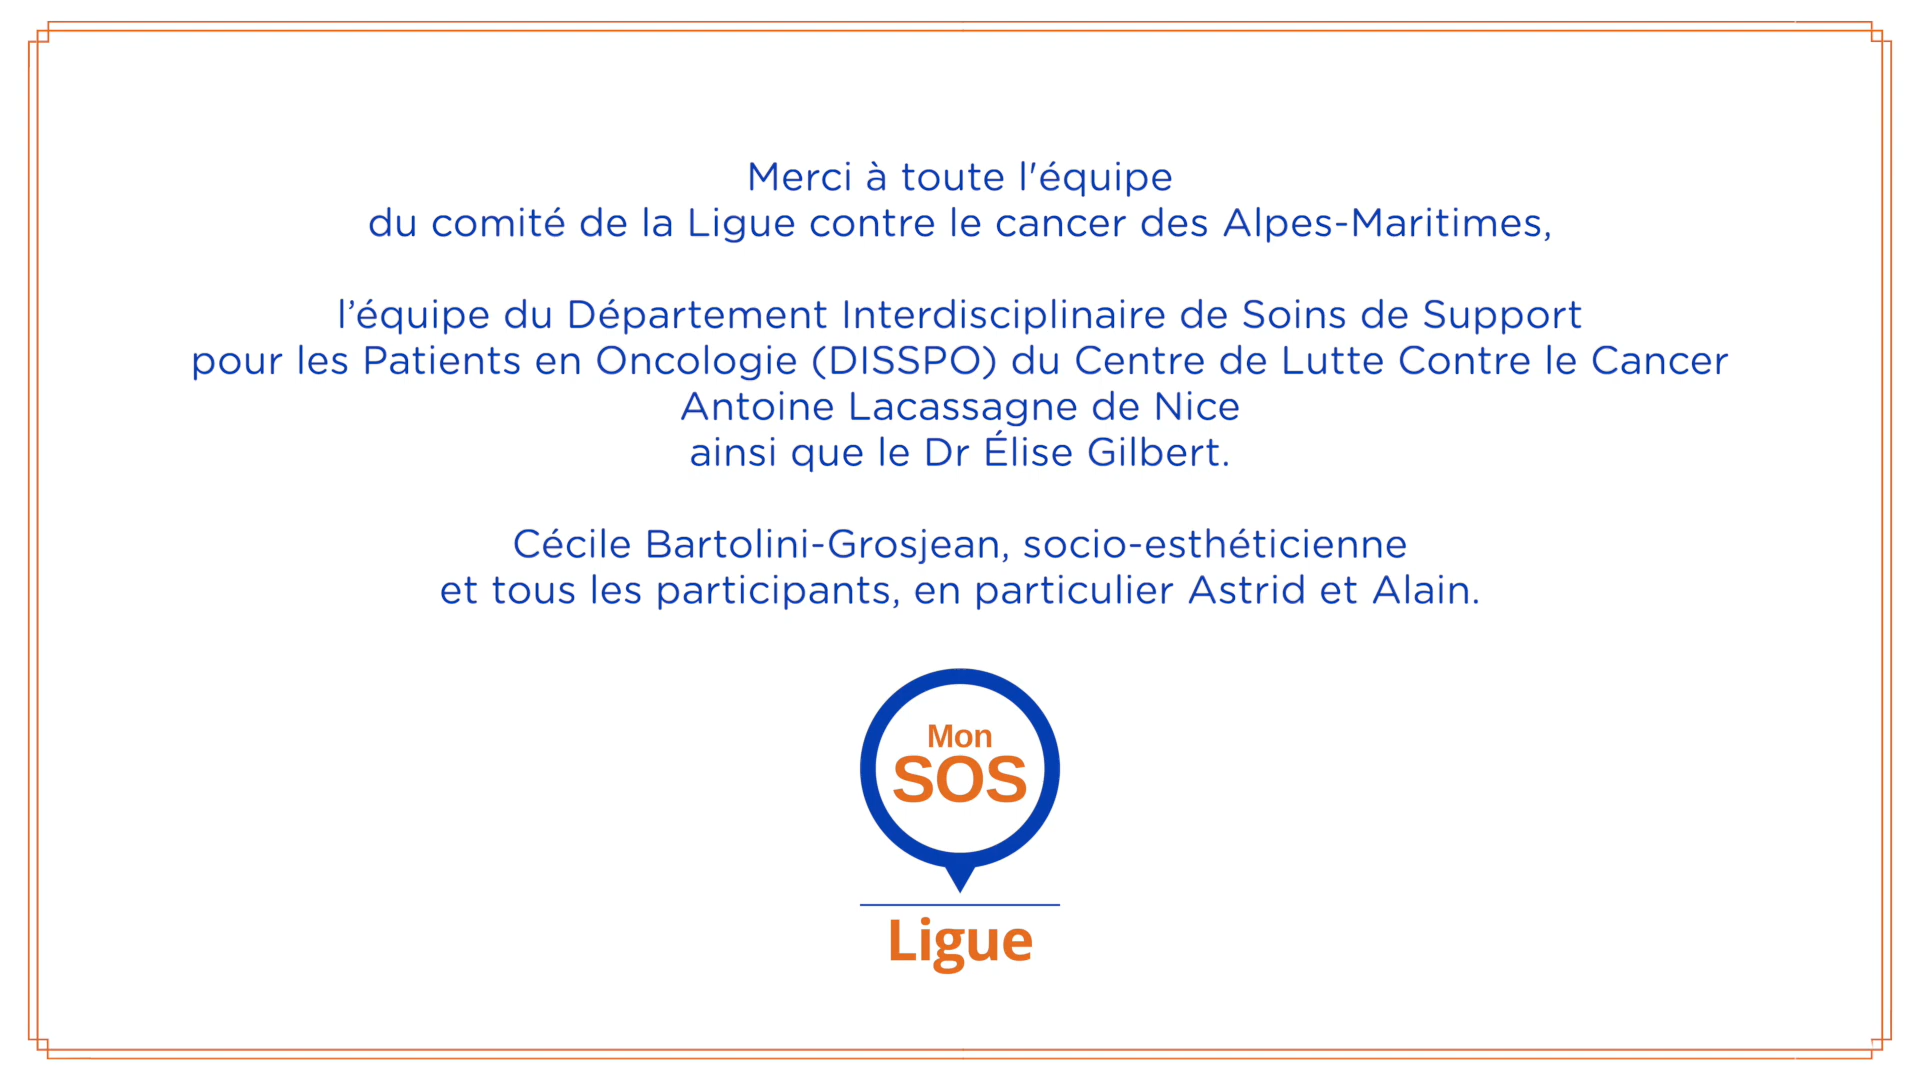 Merci à toute l'équipe
du comité de la Ligue contre le cancer des Alpes-Maritimes,
l’équipe du Département Interdisciplinaire de Soins de Support
pour les Patients en Oncologie (DISSPO) du Centre de Lutte Contre le Cancer
Antoine Lacassagne de Nice
ainsi que le Dr Élise Gilbert.
Cécile Bartolini-Grosjean, socio-esthéticienne
et tous les participants, en particulier Astrid et Alain.
Mon
SOS
Ligue